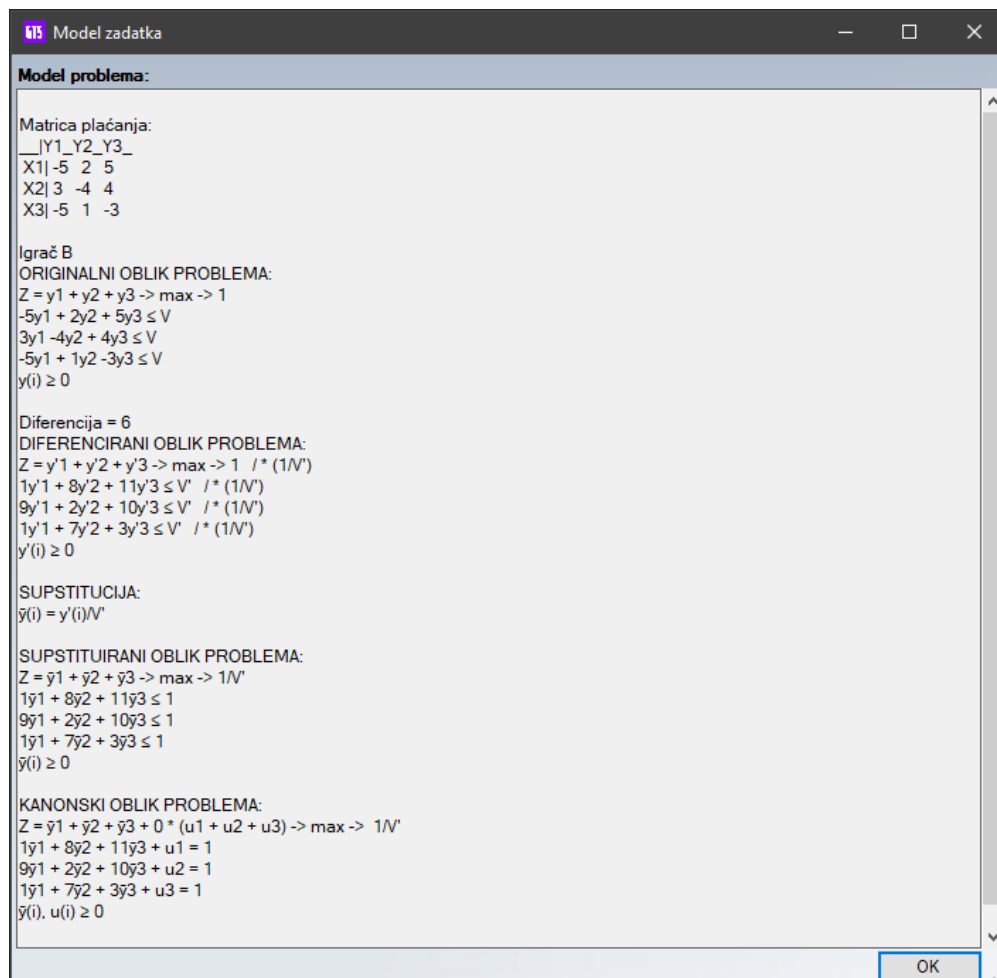 GTS Model zadatka
Model problema:
Matrica plaćanja:
__|Y1_Y2_Y3_
X1| -5 2 5
X2| 3 -4 4
X3| -5 1 -3
Igrač B
ORIGINALNI OBLIK PROBLEMA:
Z = y1 + y2 + y3 -> max -> 1
-5y1 + 2y2 + 5y3 ≤ V
3y1 -4y2 + 4y3 ≤ V
-5y1 + 1y2 -3y3 ≤ V
y(i) ≥ 0
Diferencija = 6
DIFERENCIRANI OBLIK PROBLEMA:
Z = y'1 + y'2 + y'3 -> max -> 1 / * (1/V')
1y'1 + 8y'2 + 11y'3 ≤ V' / * (1/V')
9y'1 + 2y'2 + 10y'3 ≤ V' / * (1/V')
1y'1 + 7y'2 + 3y'3 ≤ V' / * (1/V')
y'(i) ≥ 0
SUPSTITUCIJA:
ȳ(i) = y'(i)/V'
SUPSTITUIRANI OBLIK PROBLEMA:
Z = ȳ1 + ȳ2 + ȳ3 -> max -> 1/V'
1ȳ1 + 8ȳ2 + 11ȳ3 ≤ 1
9ȳ1 + 2ȳ2 + 10ȳ3 ≤ 1
1ȳ1 + 7ȳ2 + 3ȳ3 ≤ 1
ȳ(i) ≥ 0
KANONSKI OBLIK PROBLEMA:
Z = ȳ1 + ȳ2 + ȳ3 + 0 * (u1 + u2 + u3) -> max -> 1/V'
1ȳ1 + 8ȳ2 + 11ȳ3 + u1 = 1
9ȳ1 + 2ȳ2 + 10ȳ3 + u2 = 1
1ȳ1 + 7ȳ2 + 3ȳ3 + u3 = 1
ȳ(i), u(i) ≥ 0
OK